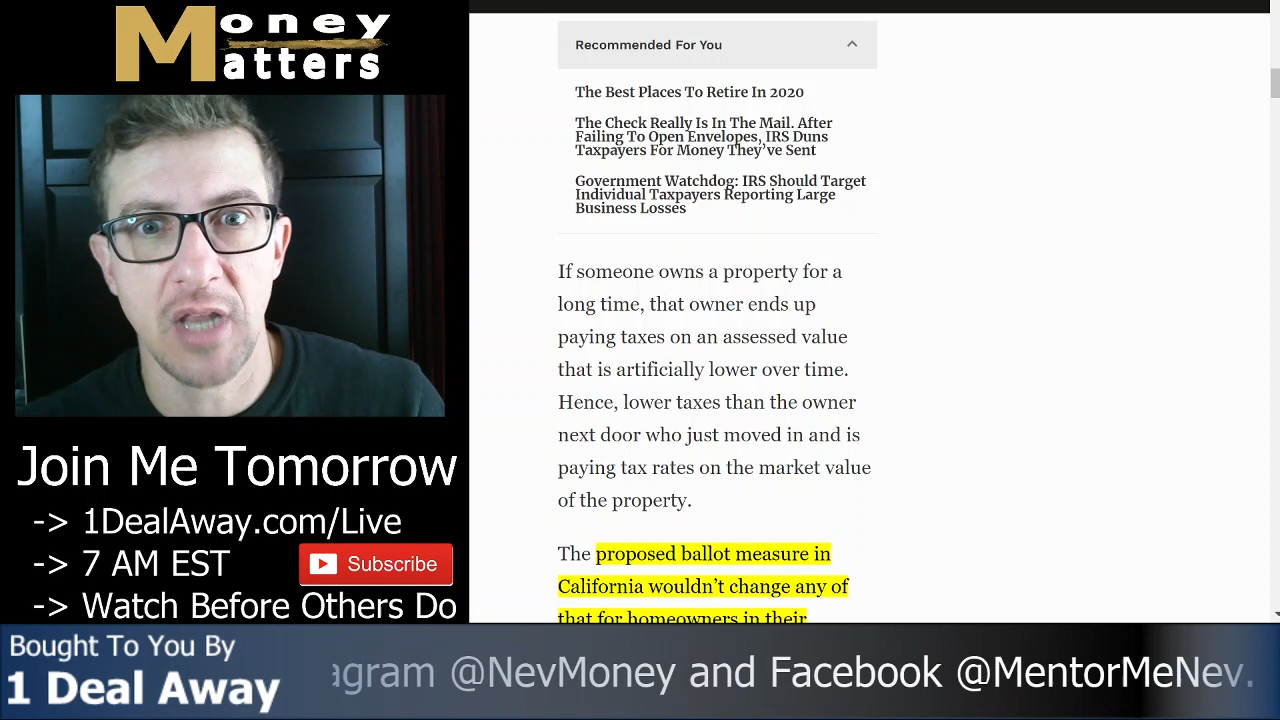 Money
Matters
Join Me Tomorrow
-> 1DealAway.com/Live
-> 7 AM EST
Subscribe
-> Watch Before Others Do
Recommended For You
The Best Places To Retire In 2020
The Check Really Is In The Mail. After
Failing To Open Envelopes, IRS Duns
Taxpayers For Money They've Sent
Government Watchdog: IRS Should Target
Individual Taxpayers Reporting Large
Business Losses
If someone owns a property for a
long time, that owner ends up
paying taxes on an assessed value
that is artificially lower over time.
Hence, lower taxes than the owner
next door who just moved in and is
paying tax rates on the market value
of the property.
The proposed ballot measure in
California wouldn't change any of
that for homeowners in their
Bought To You By
1 Deal Away
agram @NevMoney and Facebook @MentorMeNev.